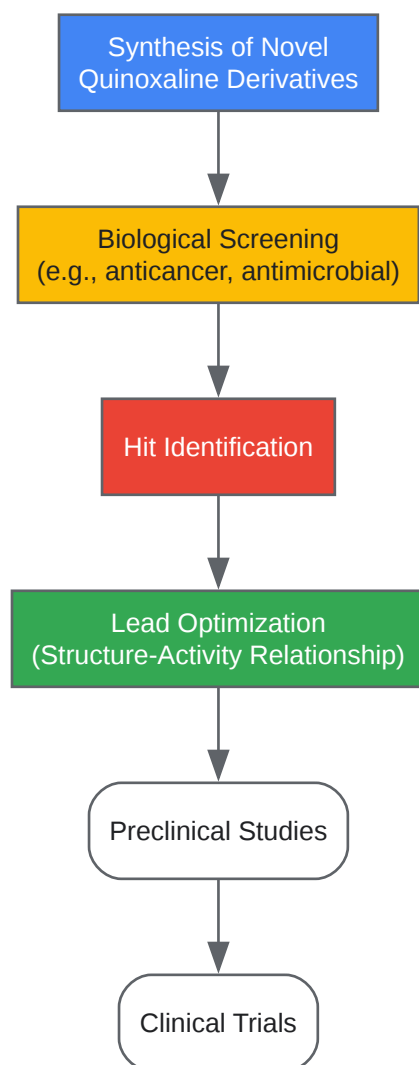 Synthesis of Novel
Quinoxaline Derivatives
Biological Screening
(e.g., anticancer, antimicrobial)
Hit Identification
Lead Optimization
(Structure-Activity Relationship)
Preclinical Studies
Clinical Trials